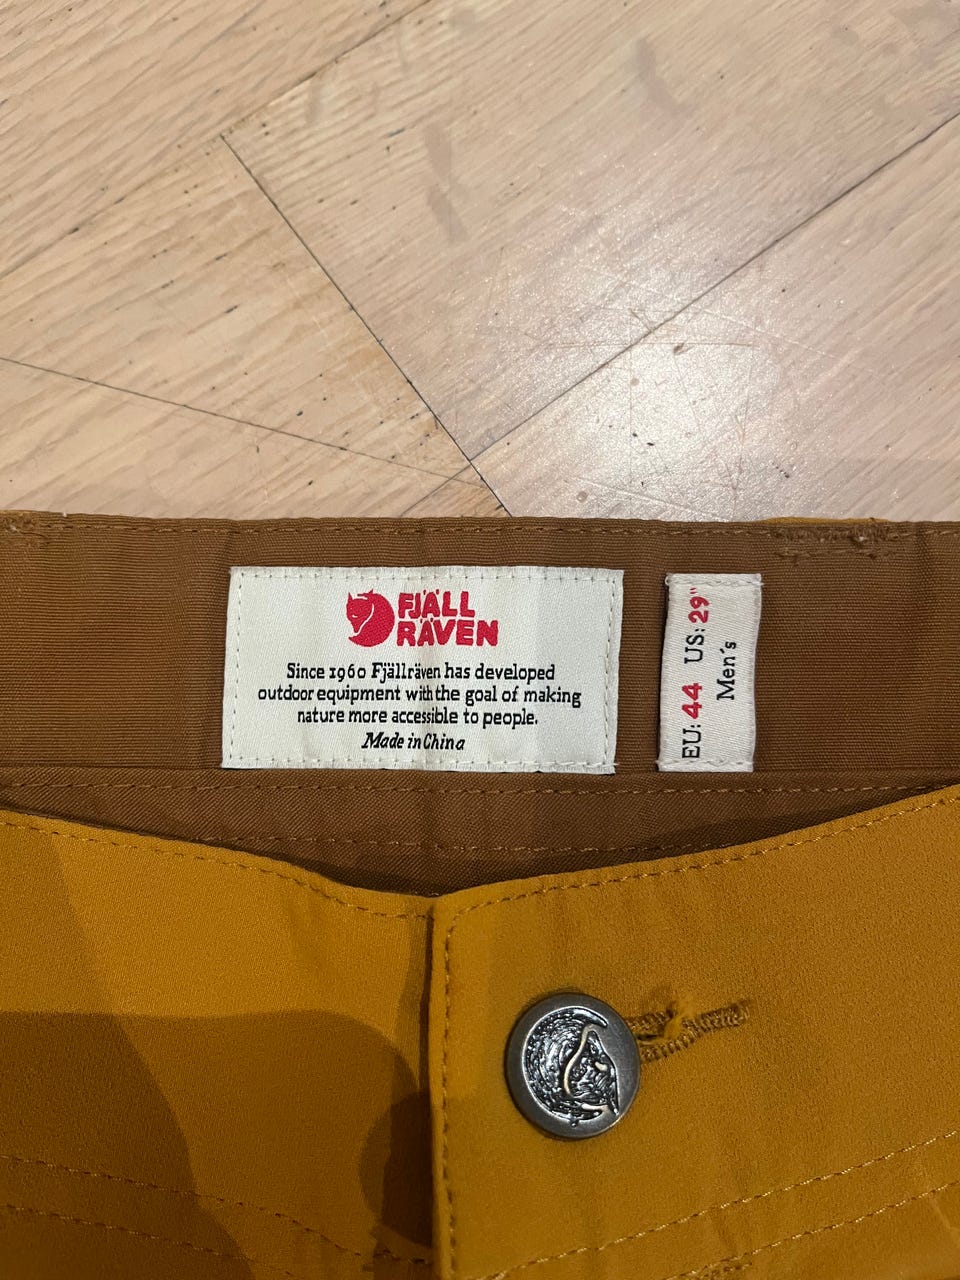 FJÄLL
RÄVEN
Since 1960 Fjällräven has developed
outdoor equipment with the goal of making
nature more accessible to people.
Made in China
EU: 44 US: 29"
Men´s